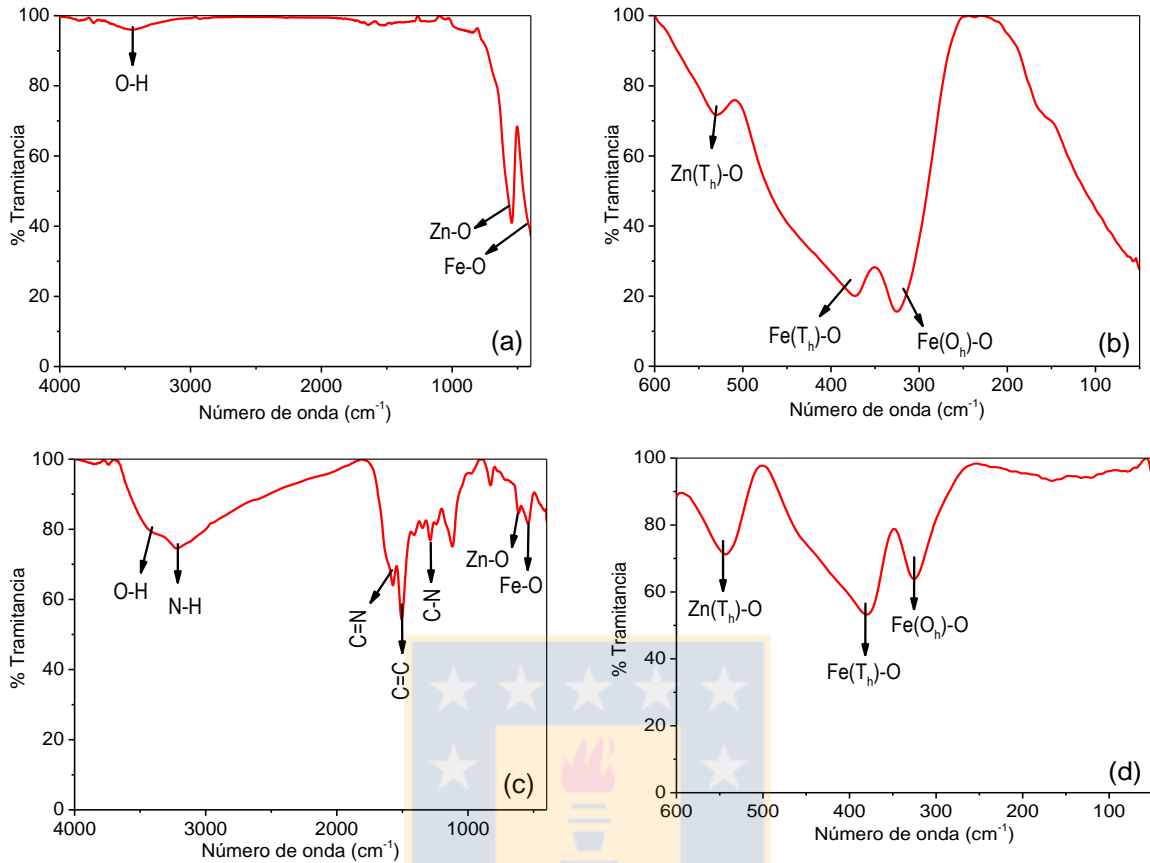 100
80
60
40
20
0
% Tramitancia
O-H
Zn-O
Fe-O
(a)
4000 3000 2000 1000
Número de onda (cm⁻¹)
100
80
60
40
20
0
% Tramitancia
Zn(Tₕ)-O
Fe(Tₕ)-O
Fe(Oₕ)-O
(b)
600 500 400 300 200 100
Número de onda (cm⁻¹)
100
80
60
40
20
0
% Tramitancia
O-H
N-H
C=N
C=C
C-N
Zn-O
Fe-O
(c)
4000 3000 2000 1000
Número de onda (cm⁻¹)
100
80
60
40
20
0
% Tramitancia
Zn(Tₕ)-O
Fe(Tₕ)-O
Fe(Oₕ)-O
(d)
600 500 400 300 200 100
Número de onda (cm⁻¹)